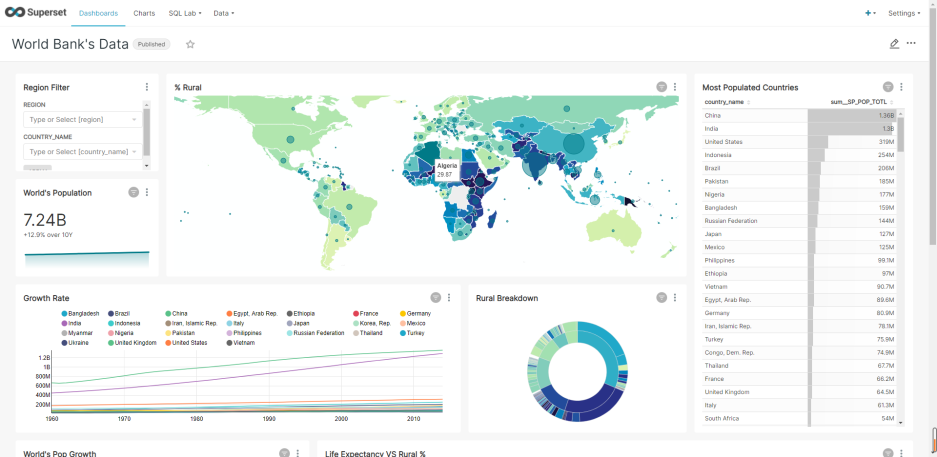 Superset Dashboards Charts SQL Lab Data Settings
World Bank's Data Published
Region Filter
REGION
Type or Select [region]
COUNTRY_NAME
Type or Select [country_name]
World's Population
7.24B
+12.9% over 10Y
% Rural
Algeria
29.87
Most Populated Countries
country_name sum__SP_POP_TOTL
China 1.36B
India 1.3B
United States 319M
Indonesia 254M
Brazil 206M
Pakistan 185M
Nigeria 177M
Bangladesh 159M
Russian Federation 144M
Japan 127M
Mexico 125M
Philippines 99.1M
Ethiopia 97M
Vietnam 90.7M
Egypt, Arab Rep. 89.6M
Germany 80.9M
Iran, Islamic Rep. 78.1M
Turkey 75.9M
Congo, Dem. Rep. 74.9M
Thailand 67.7M
France 66.2M
United Kingdom 64.5M
Italy 61.3M
South Africa 54M
Growth Rate
Bangladesh Brazil China Egypt, Arab Rep. Ethiopia France Germany
India Indonesia Iran, Islamic Rep. Italy Japan Korea, Rep. Mexico
Myanmar Nigeria Pakistan Philippines Russian Federation Thailand Turkey
Ukraine United Kingdom United States Vietnam
1.2B
1B
800M
600M
400M
200M
1960 1970 1980 1990 2000 2010
Rural Breakdown
World's Pop Growth
Life Expectancy VS Rural %